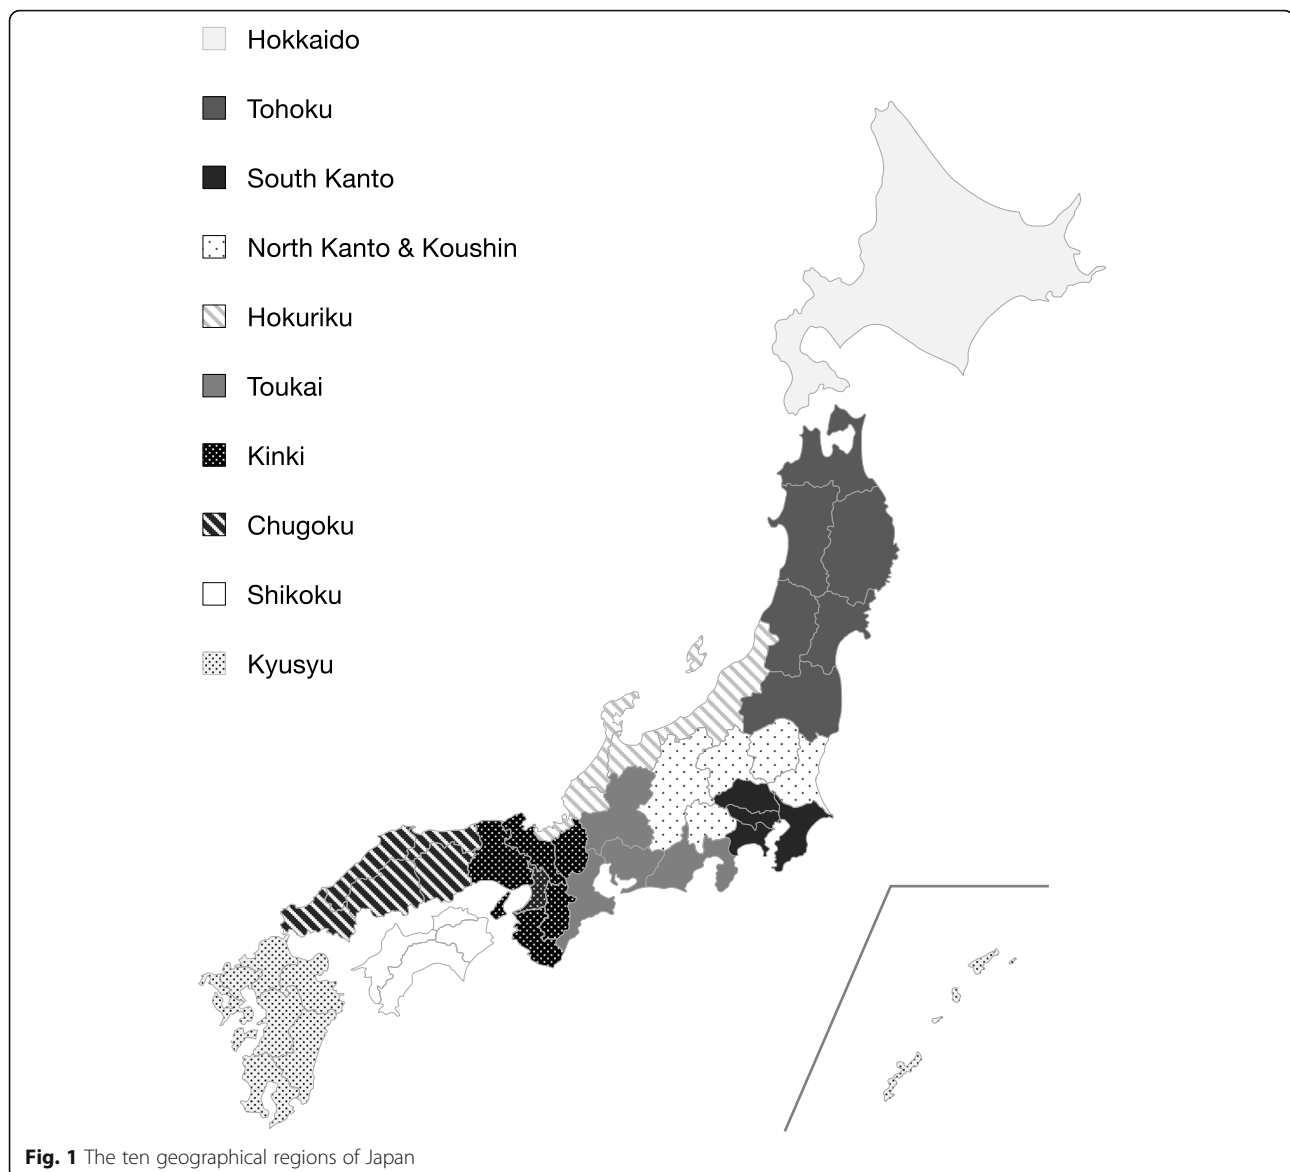 Hokkaido
Tohoku
South Kanto
North Kanto & Koushin
Hokuriku
Toukai
Kinki
Chugoku
Shikoku
Kyusyu
Fig. 1 The ten geographical regions of Japan